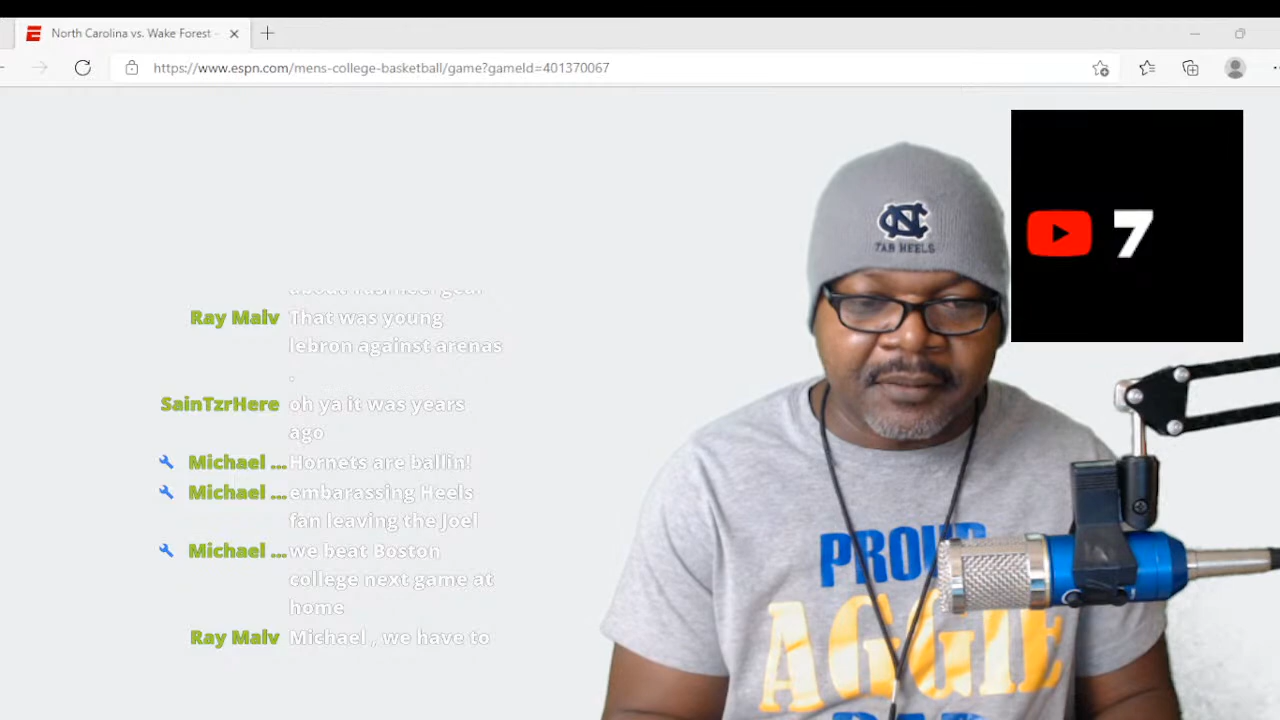 North Carolina vs. Wake Forest -
https://www.espn.com/mens-college-basketball/game?gameId=401370067
7
NC
TAR HEELS
Ray Malv That was young
lebron against arenas
.
SainTzrHere oh ya it was years
ago
Michael ... Hornets are ballin!
Michael ... embarassing Heels
fan leaving the Joel
Michael ... we beat Boston
college next game at
home
Ray Malv Michael , we have to
PROUD
AGGIE
DAD